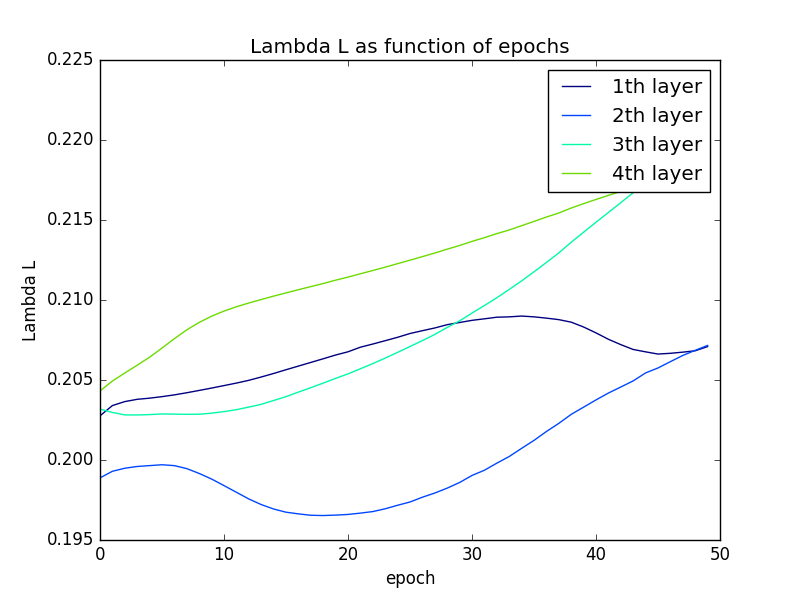 Lambda L as function of epochs
0.225
0.220
0.215
0.210
0.205
0.200
0.195
Lambda L
1th layer
2th layer
3th layer
4th layer
0 10 20 30 40 50
epoch